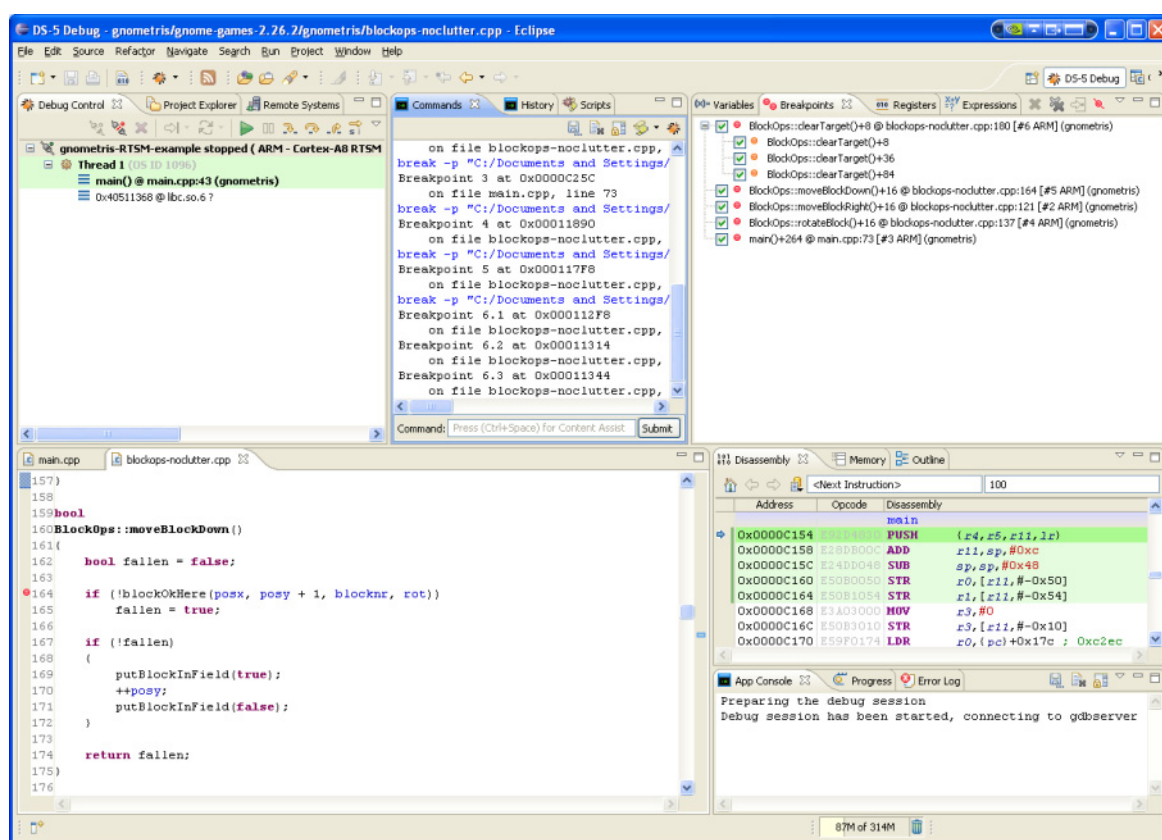 DS-5 Debug - gnometris/gnome-games-2.26.2/gnometris/blockops-noclutter.cpp - Eclipse
File Edit Source Refactor Navigate Search Run Project Window Help
DS-5 Debug
Debug Control Project Explorer Remote Systems
gnometris-RTSM-example stopped ( ARM - Cortex-A8 RTSM
Thread 1 (OS ID 1096)
main() @ main.cpp:43 (gnometris)
0x40511368 @ libc.so.6 ?
Commands History Scripts
on file blockops-noclutter.cpp,
break -p "C:/Documents and Settings/
Breakpoint 3 at 0x0000C25C
on file main.cpp, line 73
break -p "C:/Documents and Settings/
Breakpoint 4 at 0x00011890
on file blockops-noclutter.cpp,
break -p "C:/Documents and Settings/
Breakpoint 5 at 0x000117F8
on file blockops-noclutter.cpp,
break -p "C:/Documents and Settings/
Breakpoint 6.1 at 0x000112F8
on file blockops-noclutter.cpp,
Breakpoint 6.2 at 0x00011314
on file blockops-noclutter.cpp,
Breakpoint 6.3 at 0x00011344
on file blockops-noclutter.cpp,
Command: Press (Ctrl+Space) for Content Assist Submit
Variables Breakpoints Registers Expressions
BlockOps::clearTarget()+8 @ blockops-noclutter.cpp:180 [#6 ARM] (gnometris)
BlockOps::clearTarget()+8
BlockOps::clearTarget()+36
BlockOps::clearTarget()+84
BlockOps::moveBlockDown()+16 @ blockops-noclutter.cpp:164 [#5 ARM] (gnometris)
BlockOps::moveBlockRight()+16 @ blockops-noclutter.cpp:121 [#2 ARM] (gnometris)
BlockOps::rotateBlock()+16 @ blockops-noclutter.cpp:137 [#4 ARM] (gnometris)
main()+264 @ main.cpp:73 [#3 ARM] (gnometris)
main.cpp blockops-noclutter.cpp
157}
158
159bool
160BlockOps::moveBlockDown()
161{
162 bool fallen = false;
163
164 if (!blockOkHere(posx, posy + 1, blocknr, rot))
165 fallen = true;
166
167 if (!fallen)
168 {
169 putBlockInField(true);
170 ++posy;
171 putBlockInField(false);
172 }
173
174 return fallen;
175}
176
Disassembly Memory Outline
<Next Instruction> 100
Address Opcode Disassembly
main
0x0000C154 E92D4830 PUSH {r4,r5,r11,lr}
0x0000C158 E28DB00C ADD r11,sp,#0xc
0x0000C15C E24DD048 SUB sp,sp,#0x48
0x0000C160 E50B0050 STR r0,[r11,#-0x50]
0x0000C164 E50B1054 STR r1,[r11,#-0x54]
0x0000C168 E3A03000 MOV r3,#0
0x0000C16C E50B3010 STR r3,[r11,#-0x10]
0x0000C170 E59F0174 LDR r0,{pc}+0x17c ; 0xc2ec
App Console Progress Error Log
Preparing the debug session
Debug session has been started, connecting to gdbserver
87M of 314M